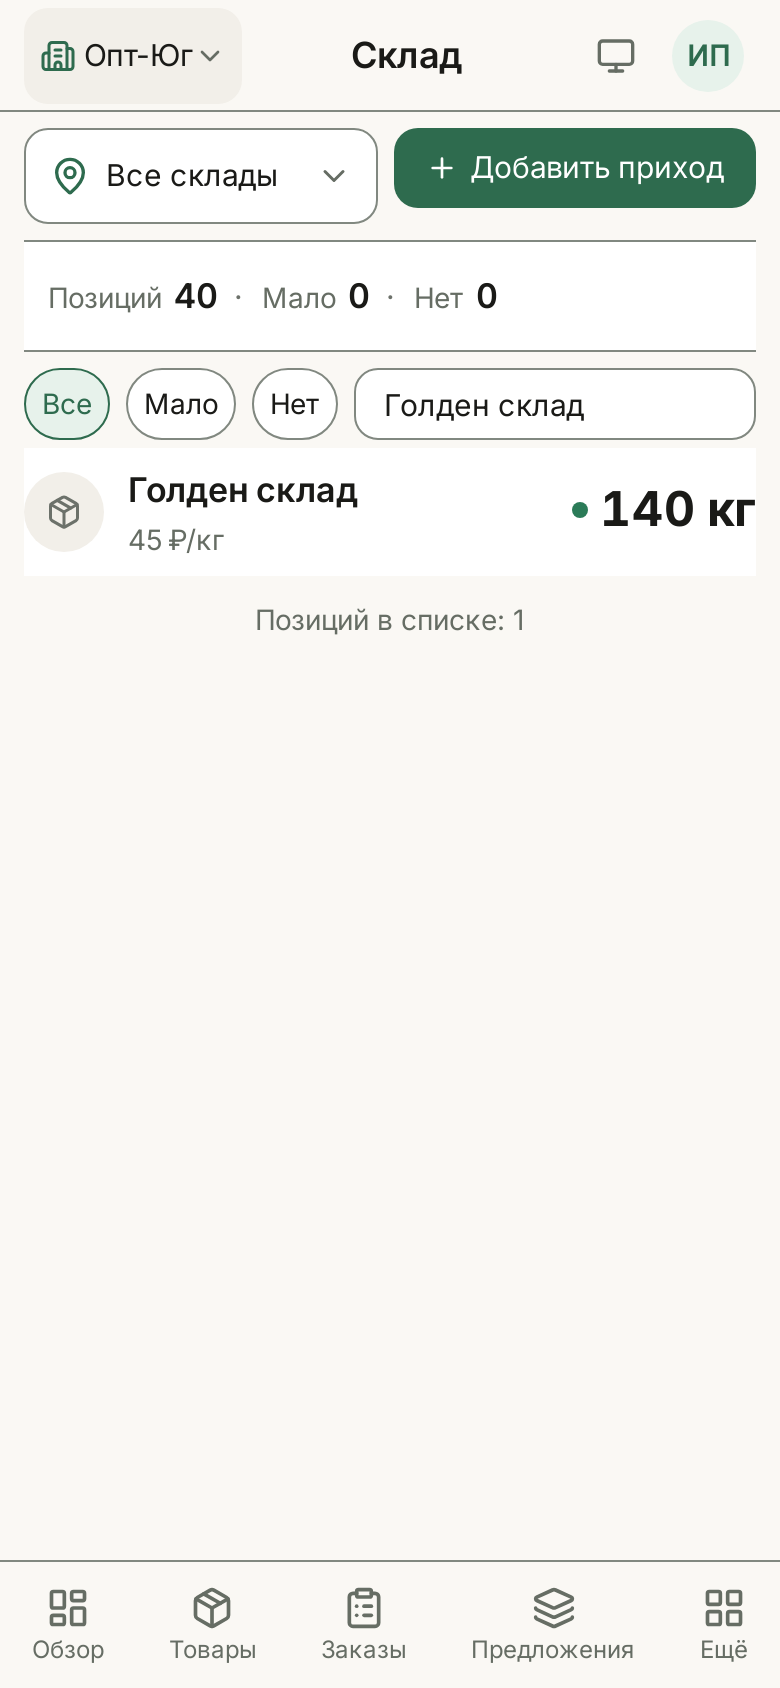 Опт-Юг
Склад
ИП
Все склады
+ Добавить приход
Позиций 40 · Мало 0 · Нет 0
Все
Мало
Нет
Голден склад
Голден склад
45 ₽/кг
140 кг
Позиций в списке: 1
Обзор
Товары
Заказы
Предложения
Ещё